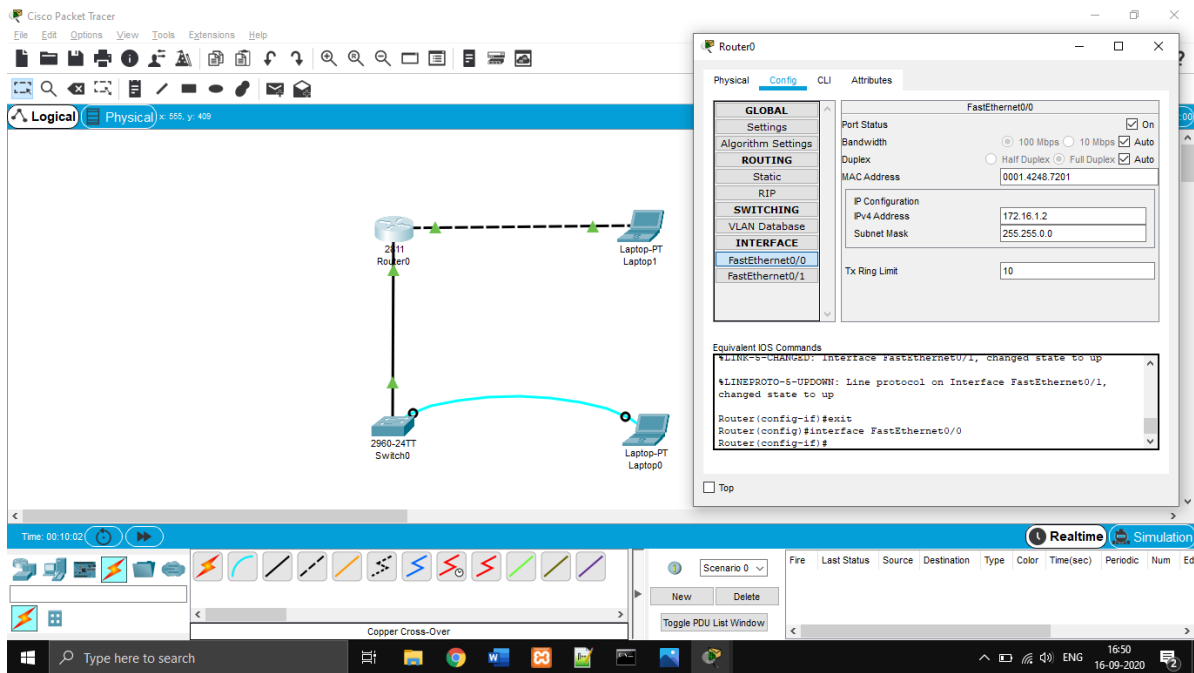 Cisco Packet Tracer
File Edit Options View Tools Extensions Help
Logical Physical x: 555, y: 409
2811
Router0
Laptop-PT
Laptop1
2960-24TT
Switch0
Laptop-PT
Laptop0
Router0
Physical Config CLI Attributes
GLOBAL
Settings
Algorithm Settings
ROUTING
Static
RIP
SWITCHING
VLAN Database
INTERFACE
FastEthernet0/0
FastEthernet0/1
FastEthernet0/0
Port Status On
Bandwidth 100 Mbps 10 Mbps Auto
Duplex Half Duplex Full Duplex Auto
MAC Address 0001.4248.7201
IP Configuration
IPv4 Address 172.16.1.2
Subnet Mask 255.255.0.0
Tx Ring Limit 10
Equivalent IOS Commands
%LINK-5-CHANGED: Interface FastEthernet0/1, changed state to up
%LINEPROTO-5-UPDOWN: Line protocol on Interface FastEthernet0/1,
changed state to up
Router(config-if)#exit
Router(config)#interface FastEthernet0/0
Router(config-if)#
Top
Time: 00:10:02
Realtime Simulation
Copper Cross-Over
Scenario 0
New Delete
Toggle PDU List Window
Fire Last Status Source Destination Type Color Time(sec) Periodic Num Ed
Type here to search
ENG
16:50
16-09-2020
2